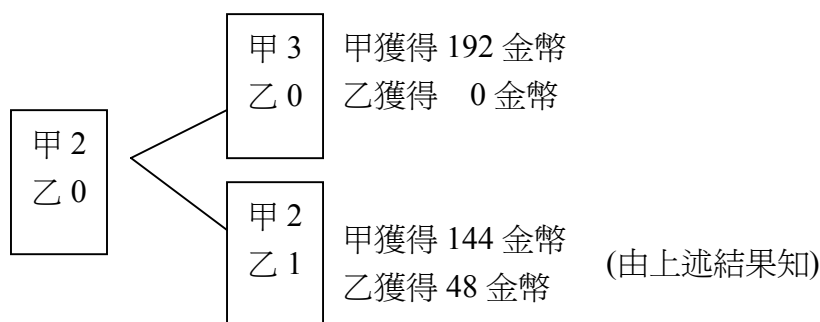 甲 2
乙 0
甲 3
乙 0
甲獲得 192 金幣
乙獲得 0 金幣
甲 2
乙 1
甲獲得 144 金幣
乙獲得 48 金幣
(由上述結果知)